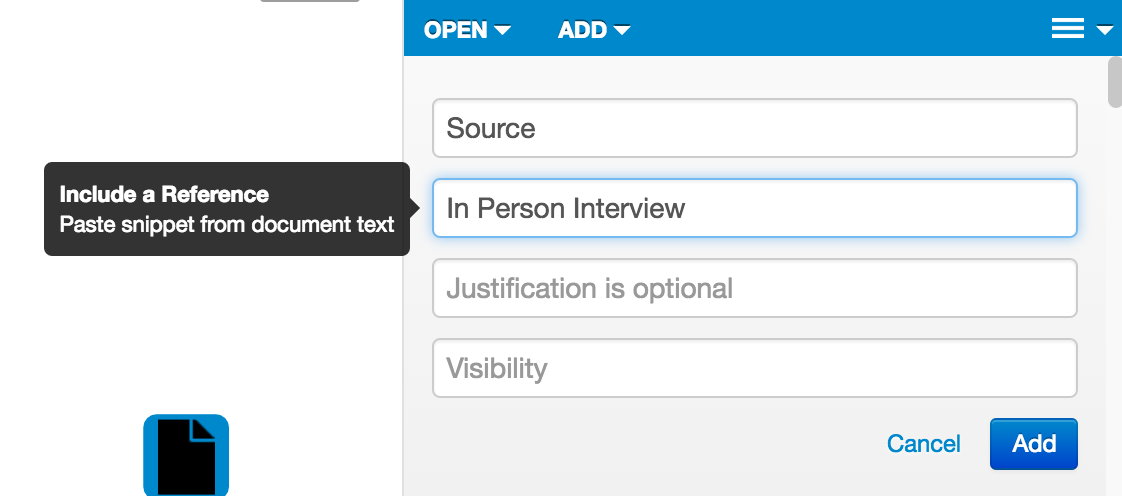 OPEN ADD
Source
Include a Reference
Paste snippet from document text
In Person Interview
Justification is optional
Visibility
Cancel Add